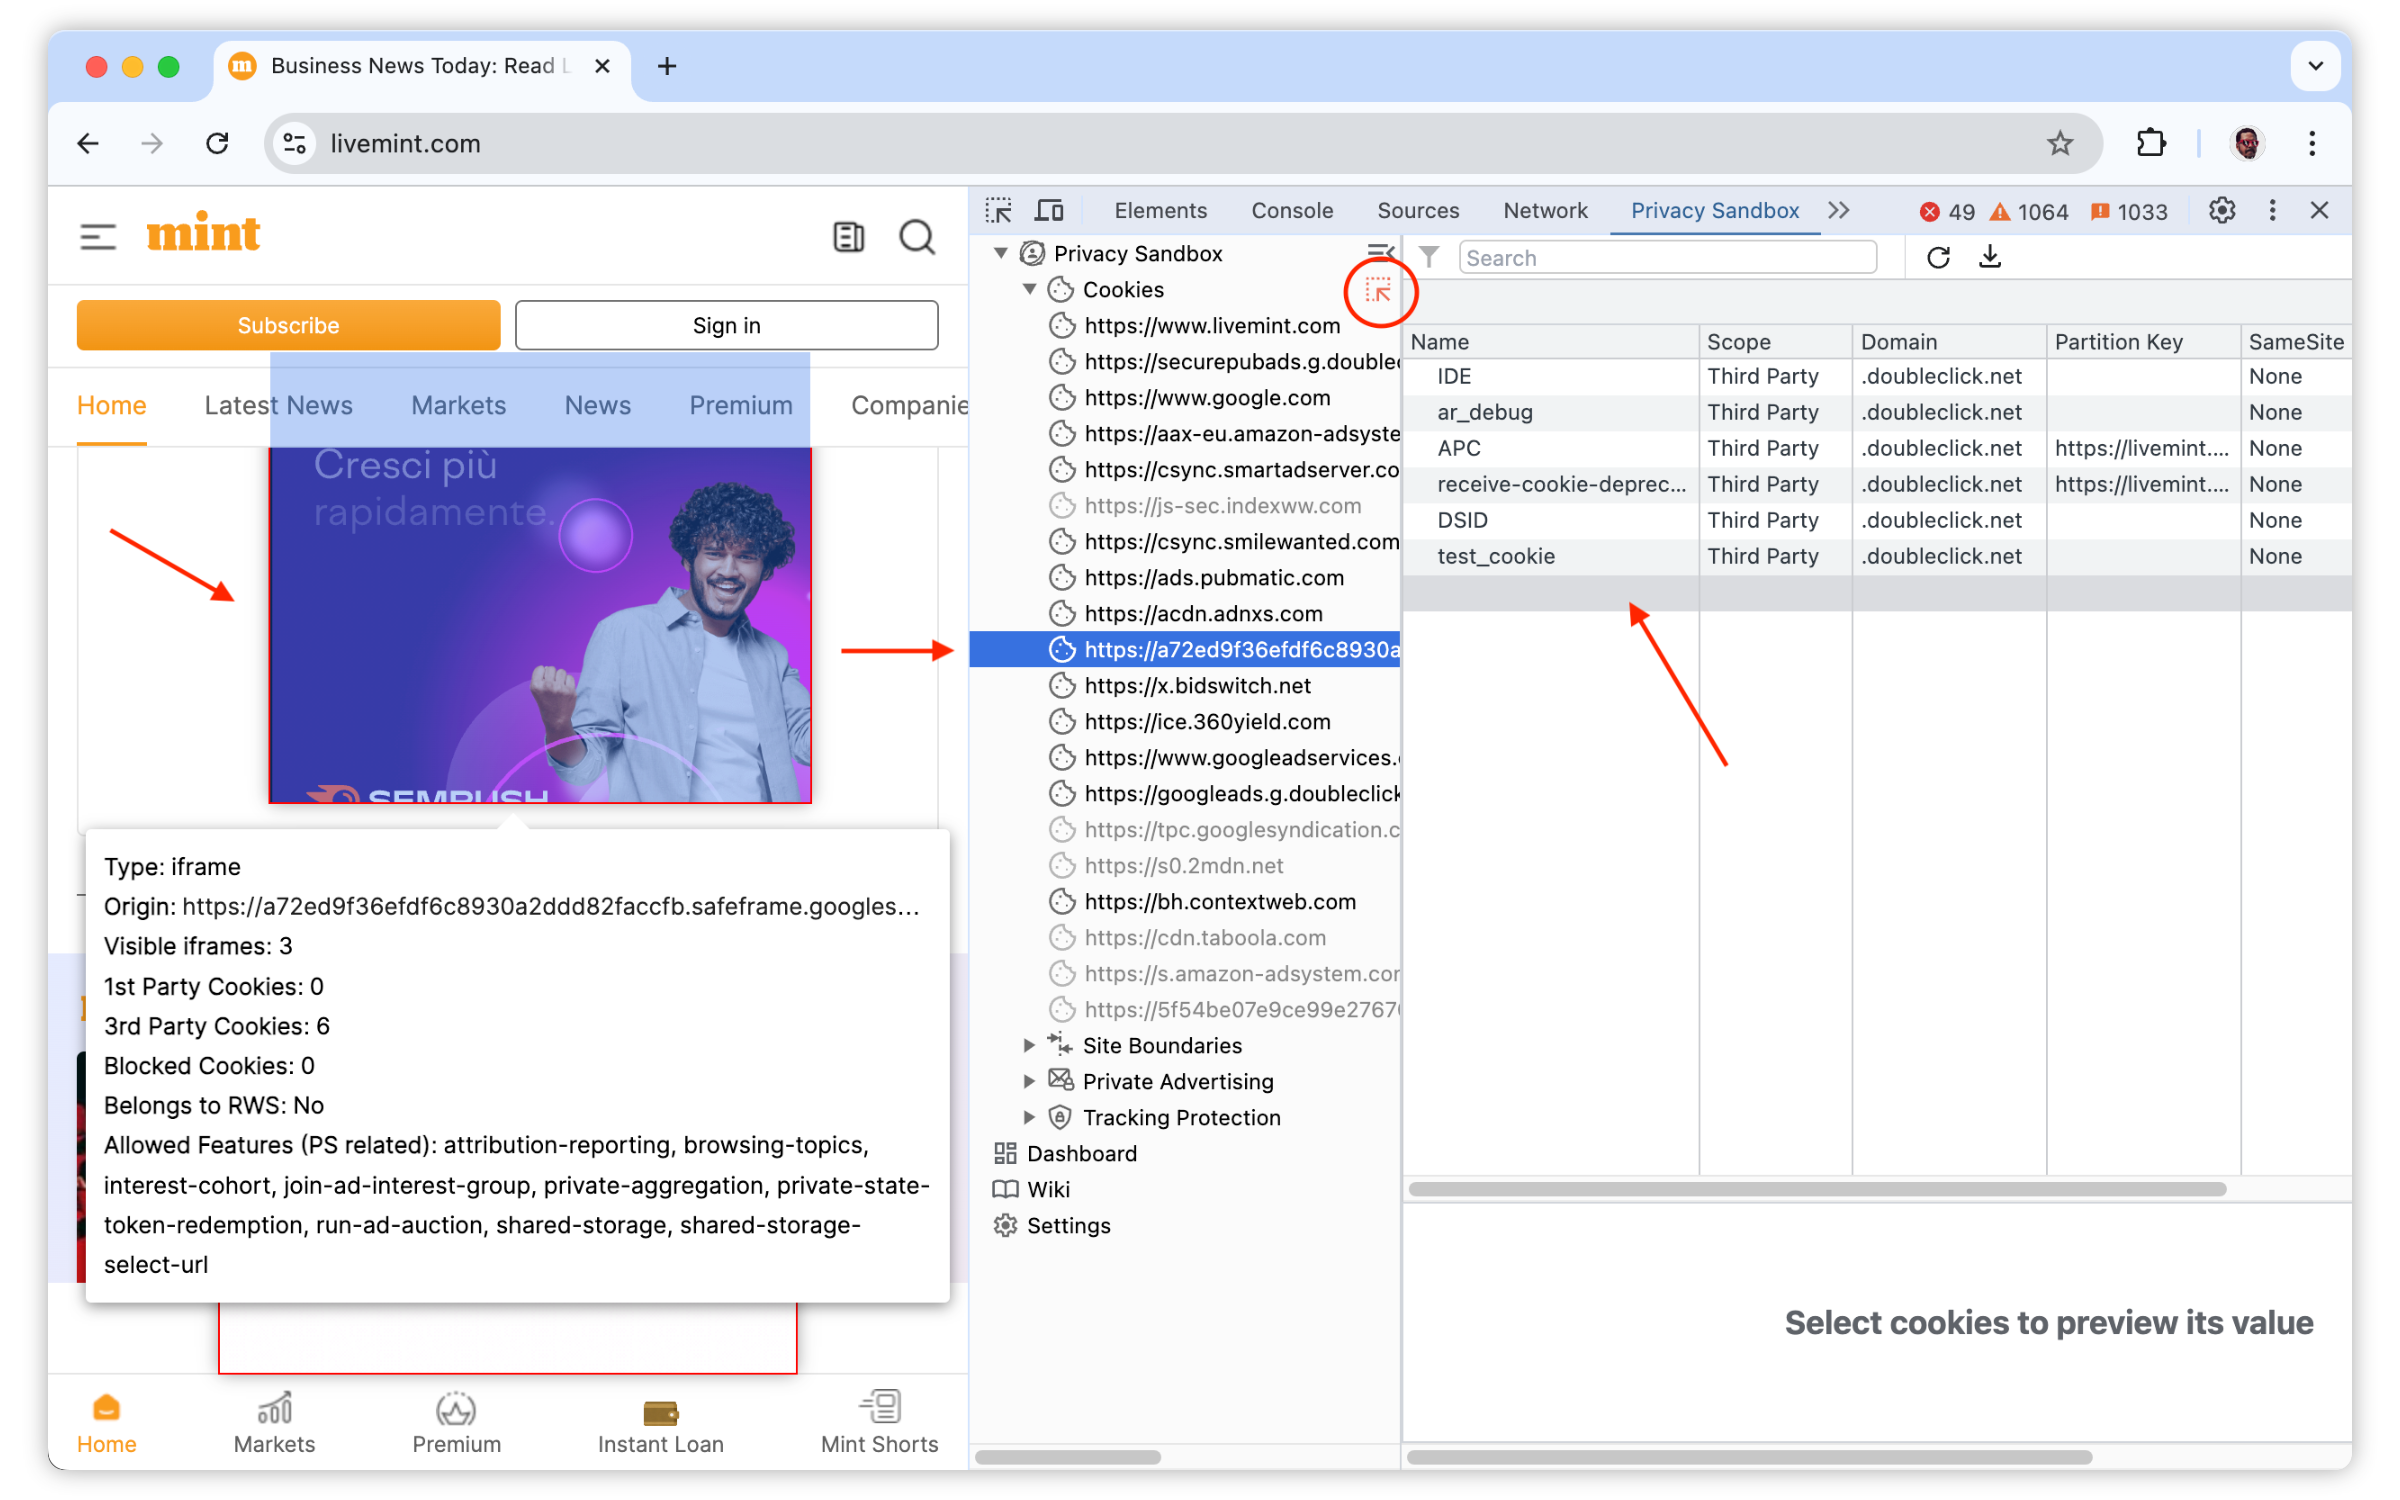 Business News Today: Read L
livemint.com
mint
Subscribe
Sign in
Home
Latest News
Markets
News
Premium
Companie
Cresci più
rapidamente.
SEMRUSH
Type: iframe
Origin: https://a72ed9f36efdf6c8930a2ddd82faccfb.safeframe.googles...
Visible iframes: 3
1st Party Cookies: 0
3rd Party Cookies: 6
Blocked Cookies: 0
Belongs to RWS: No
Allowed Features (PS related): attribution-reporting, browsing-topics,
interest-cohort, join-ad-interest-group, private-aggregation, private-state-
token-redemption, run-ad-auction, shared-storage, shared-storage-
select-url
Home
Markets
Premium
Instant Loan
Mint Shorts
Elements
Console
Sources
Network
Privacy Sandbox
49
1064
1033
Privacy Sandbox
Cookies
https://www.livemint.com
https://securepubads.g.doublec
https://www.google.com
https://aax-eu.amazon-adsyste
https://csync.smartadserver.co
https://js-sec.indexww.com
https://csync.smilewanted.com
https://ads.pubmatic.com
https://acdn.adnxs.com
https://a72ed9f36efdf6c8930a
https://x.bidswitch.net
https://ice.360yield.com
https://www.googleadservices.
https://googleads.g.doubleclick
https://tpc.googlesyndication.c
https://s0.2mdn.net
https://bh.contextweb.com
https://cdn.taboola.com
https://s.amazon-adsystem.com
https://5f54be07e9ce99e2767
Site Boundaries
Private Advertising
Tracking Protection
Dashboard
Wiki
Settings
Search
Name Scope Domain Partition Key SameSite
IDE Third Party .doubleclick.net None
ar_debug Third Party .doubleclick.net None
APC Third Party .doubleclick.net https://livemint.... None
receive-cookie-deprec... Third Party .doubleclick.net https://livemint.... None
DSID Third Party .doubleclick.net None
test_cookie Third Party .doubleclick.net None
Select cookies to preview its value